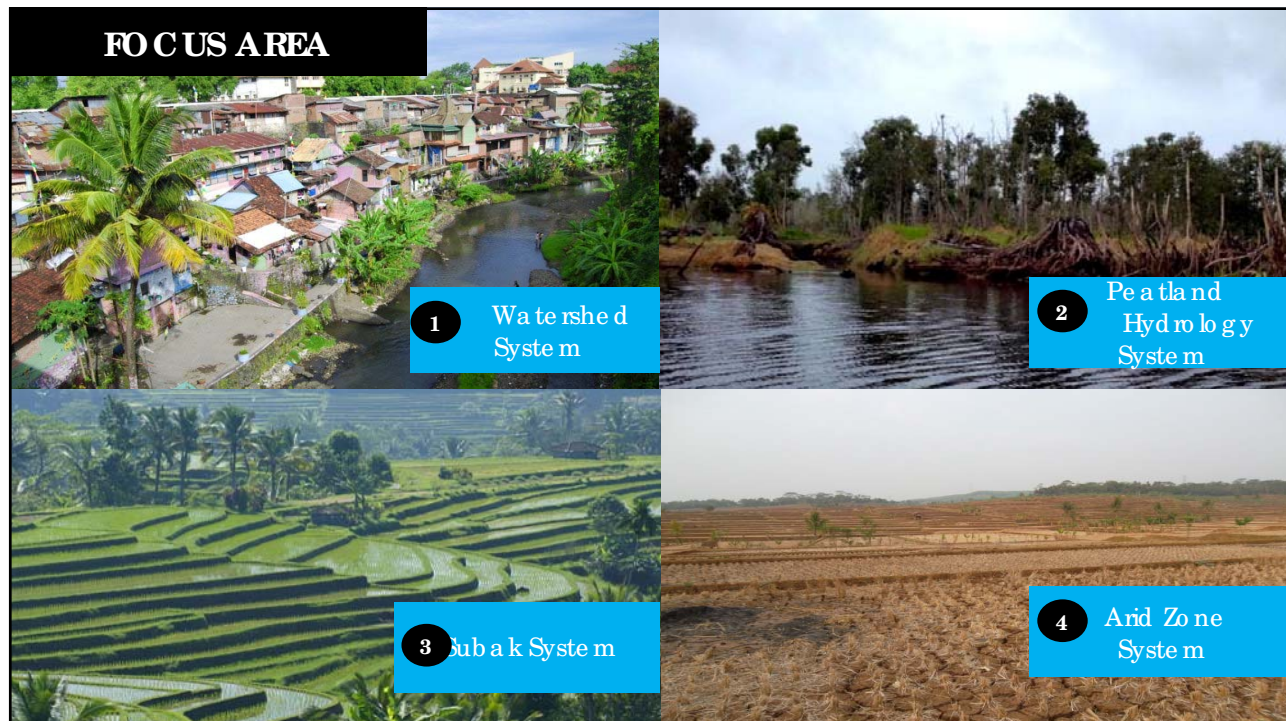 FOCUS AREA
1
Watershed
System
2
Peatland
Hydrology
System
3
Subak System
4
Arid Zone
System